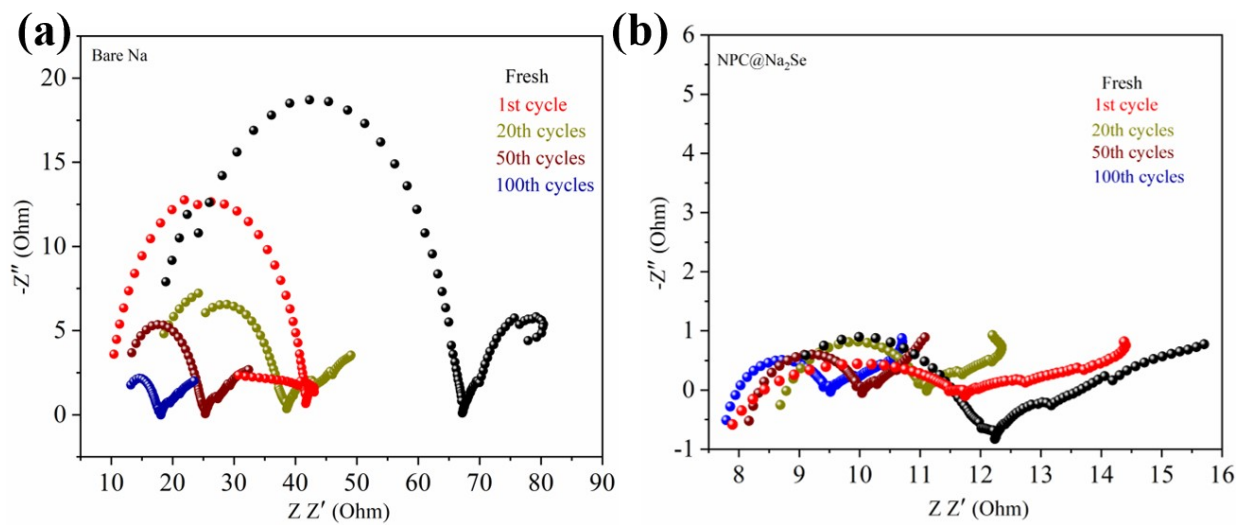 (a)
Bare Na
Fresh
1st cycle
20th cycles
50th cycles
100th cycles
20
15
10
5
0
-Z″ (Ohm)
10 20 30 40 50 60 70 80 90
Z Z′ (Ohm)
(b)
NPC@Na₂Se
Fresh
1st cycle
20th cycles
50th cycles
100th cycles
6
5
4
3
2
1
0
-1
-Z″ (Ohm)
8 9 10 11 12 13 14 15 16
Z Z′ (Ohm)